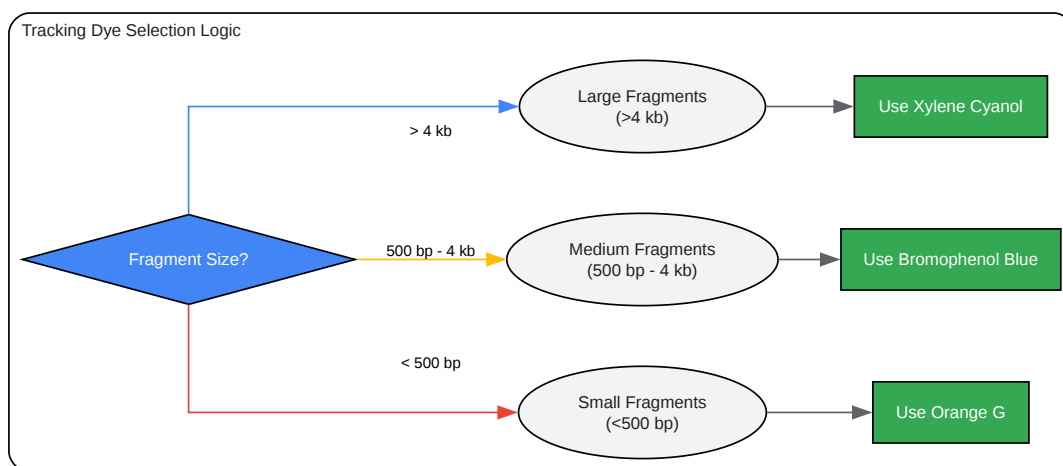 Tracking Dye Selection Logic
Large Fragments
(>4 kb)
Use Xylene Cyanol
> 4 kb
Fragment Size?
500 bp - 4 kb
Medium Fragments
(500 bp - 4 kb)
Use Bromophenol Blue
< 500 bp
Small Fragments
(<500 bp)
Use Orange G